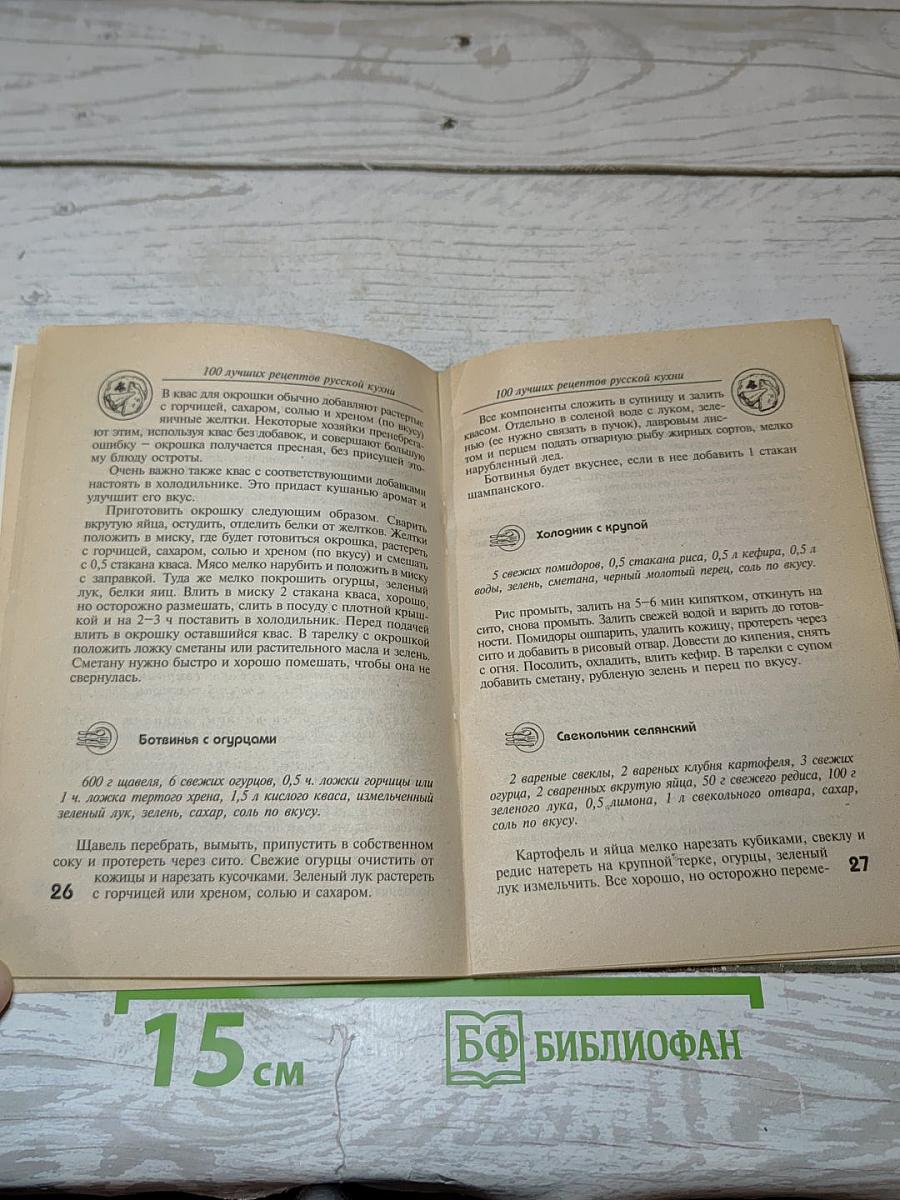 100 лучших рецептов русской кухни
В квас для окрошки обычно добавляют растертые
с горчицей, сахаром, солью и хреном (по вкусу)
яичные желтки. Некоторые хозяйки пренебрега-
ют этим, используя квас без добавок, и совершают большую
ошибку — окрошка получается пресная, без присущей это-
му блюду остроты.
Очень важно также квас с соответствующими добавками
настоять в холодильнике. Это придаст кушанью аромат и
улучшит его вкус.
Приготовить окрошку следующим образом. Сварить
вкрутую яйца, остудить, отделить белки от желтков. Желтки
положить в миску, где будет готовиться окрошка, растереть
с горчицей, сахаром, солью и хреном (по вкусу) и смешать
с 0,5 стакана кваса. Мясо мелко нарубить и положить в миску
с заправкой. Туда же мелко покрошить огурцы, зеленый
лук, белки яиц. Влить в миску 2 стакана кваса, хорошо,
но осторожно размешать, слить в посуду с плотной крыш-
кой и на 2—3 ч поставить в холодильник. Перед подачей
влить в окрошку оставшийся квас. В тарелку с окрошкой
положить ложку сметаны или растительного масла и зелень.
Сметану нужно быстро и хорошо помешать, чтобы она не
свернулась.
Ботвинья с огурцами
600 г щавеля, 6 свежих огурцов, 0,5 ч. ложки горчицы или
1 ч. ложка тертого хрена, 1,5 л кислого кваса, измельченный
зеленый лук, зелень, сахар, соль по вкусу.
Щавель перебрать, вымыть, припустить в собственном
соку и протереть через сито. Свежие огурцы очистить от
кожицы и нарезать кусочками. Зеленый лук растереть
с горчицей или хреном, солью и сахаром.
26
100 лучших рецептов русской кухни
Все компоненты сложить в супницу и залить
квасом. Отдельно в соленой воде с луком, зеле-
нью (ее нужно связать в пучок), лавровым лис-
том и перцем подать отварную рыбу жирных сортов, мелко
нарубленный лед.
Ботвинья будет вкуснее, если в нее добавить 1 стакан
шампанского.
Холодник с крупой
5 свежих помидоров, 0,5 стакана риса, 0,5 л кефира, 0,5 л
воды, зелень, сметана, черный молотый перец, соль по вкусу.
Рис промыть, залить на 5—6 мин кипятком, откинуть на
сито, снова промыть. Залить свежей водой и варить до готов-
ности. Помидоры ошпарить, удалить кожицу, протереть через
сито и добавить в рисовый отвар. Довести до кипения, снять
с огня. Посолить, охладить, влить кефир. В тарелки с супом
добавить сметану, рубленую зелень и перец по вкусу.
Свекольник селянский
2 вареные свеклы, 2 вареных клубня картофеля, 3 свежих
огурца, 2 сваренных вкрутую яйца, 50 г свежего редиса, 100 г
зеленого лука, 0,5 лимона, 1 л свекольного отвара, сахар,
соль по вкусу.
Картофель и яйца мелко нарезать кубиками, свеклу и
редис натереть на крупной терке, огурцы, зеленый
лук измельчить. Все хорошо, но осторожно переме-
27
15 см
БФ БИБЛИОФАН